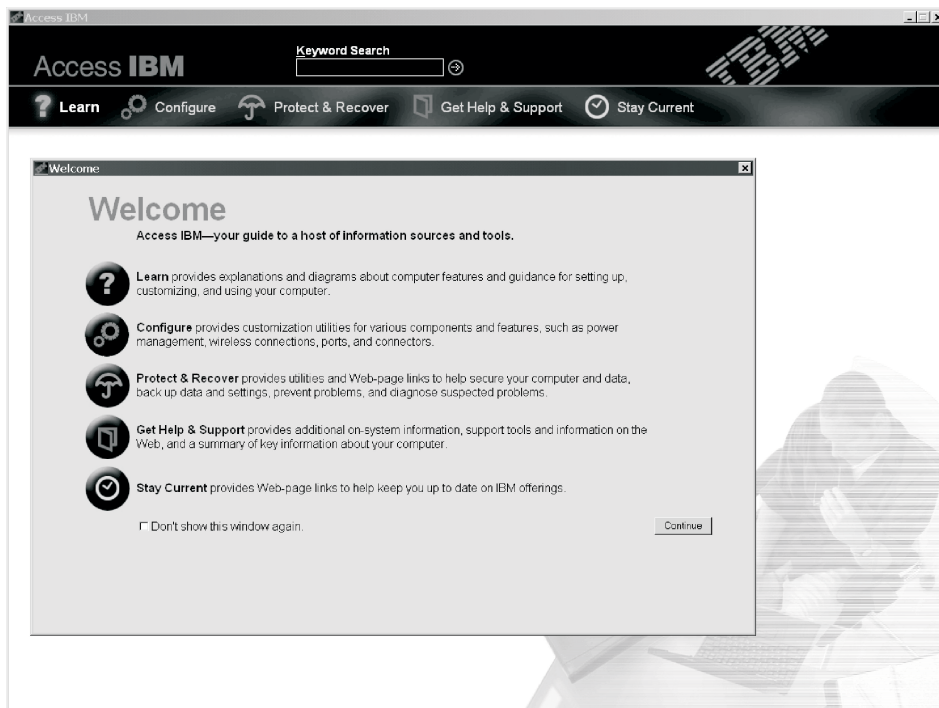 Access IBM
Keyword Search
IBM
Access IBM
Learn Configure Protect & Recover Get Help & Support Stay Current
Welcome
Welcome
Access IBM—your guide to a host of information sources and tools.
Learn provides explanations and diagrams about computer features and guidance for setting up,
customizing, and using your computer.
Configure provides customization utilities for various components and features, such as power
management, wireless connections, ports, and connectors.
Protect & Recover provides utilities and Web-page links to help secure your computer and data,
back up data and settings, prevent problems, and diagnose suspected problems.
Get Help & Support provides additional on-system information, support tools and information on the
Web, and a summary of key information about your computer.
Stay Current provides Web-page links to help keep you up to date on IBM offerings.
Don't show this window again.
Continue